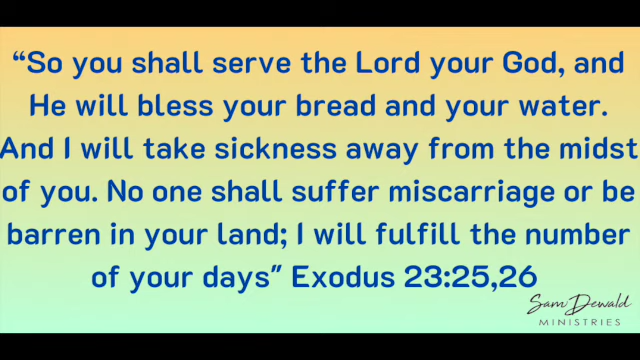 “So you shall serve the Lord your God, and
He will bless your bread and your water.
And I will take sickness away from the midst
of you. No one shall suffer miscarriage or be
barren in your land; I will fulfill the number
of your days” Exodus 23:25,26
Sam Dewald
MINISTRIES